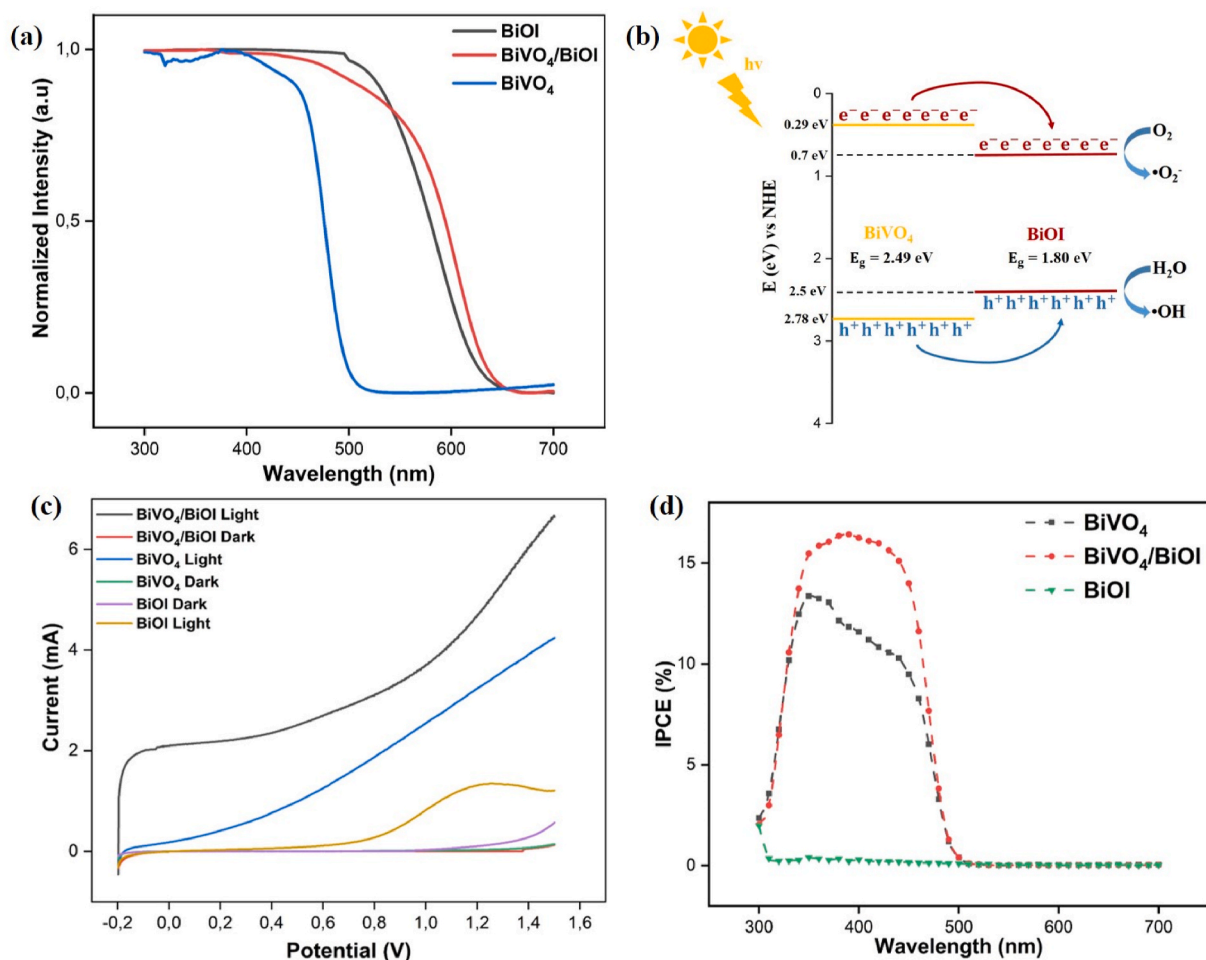 (a)
BiOI
BiVO₄/BiOI
BiVO₄
Normalized Intensity (a.u)
1,0
0,5
0,0
300 400 500 600 700
Wavelength (nm)
(b)
hν
E (eV) vs NHE
0
0.29 eV
0.7 eV
1
2
2.5 eV
2.78 eV
3
4
e⁻ e⁻ e⁻ e⁻ e⁻ e⁻ e⁻
e⁻ e⁻ e⁻ e⁻ e⁻ e⁻ e⁻
O₂
•O₂⁻
BiVO₄
E₉ = 2.49 eV
BiOI
E₉ = 1.80 eV
H₂O
•OH
h⁺ h⁺ h⁺ h⁺ h⁺ h⁺
h⁺ h⁺ h⁺ h⁺ h⁺ h⁺
(c)
BiVO₄/BiOI Light
BiVO₄/BiOI Dark
BiVO₄ Light
BiVO₄ Dark
BiOI Dark
BiOI Light
Current (mA)
6
4
2
0
-0,2 0,0 0,2 0,4 0,6 0,8 1,0 1,2 1,4 1,6
Potential (V)
(d)
BiVO₄
BiVO₄/BiOI
BiOI
IPCE (%)
15
10
5
0
300 400 500 600 700
Wavelength (nm)